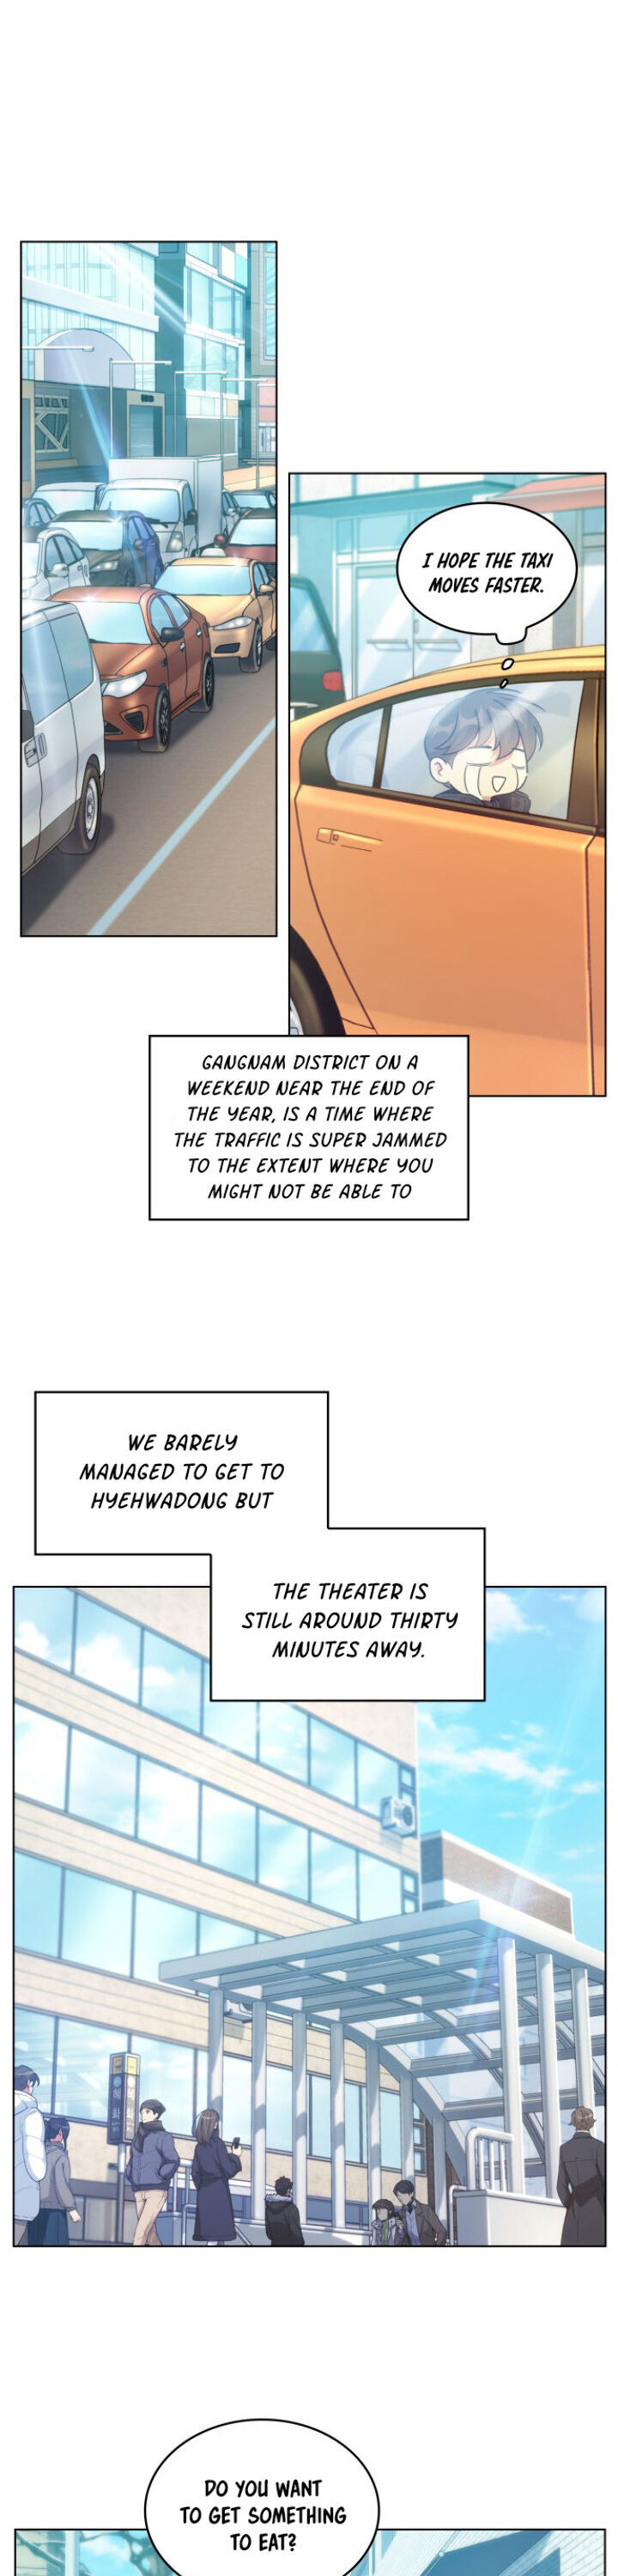 I HOPE THE TAXI
MOVES FASTER.
GANGNAM DISTRICT ON A
WEEKEND NEAR THE END OF
THE YEAR, IS A TIME WHERE
THE TRAFFIC IS SUPER JAMMED
TO THE EXTENT WHERE YOU
MIGHT NOT BE ABLE TO
WE BARELY
MANAGED TO GET TO
HYEHWADONG BUT
THE THEATER IS
STILL AROUND THIRTY
MINUTES AWAY.
DO YOU WANT
TO GET SOMETHING
TO EAT?